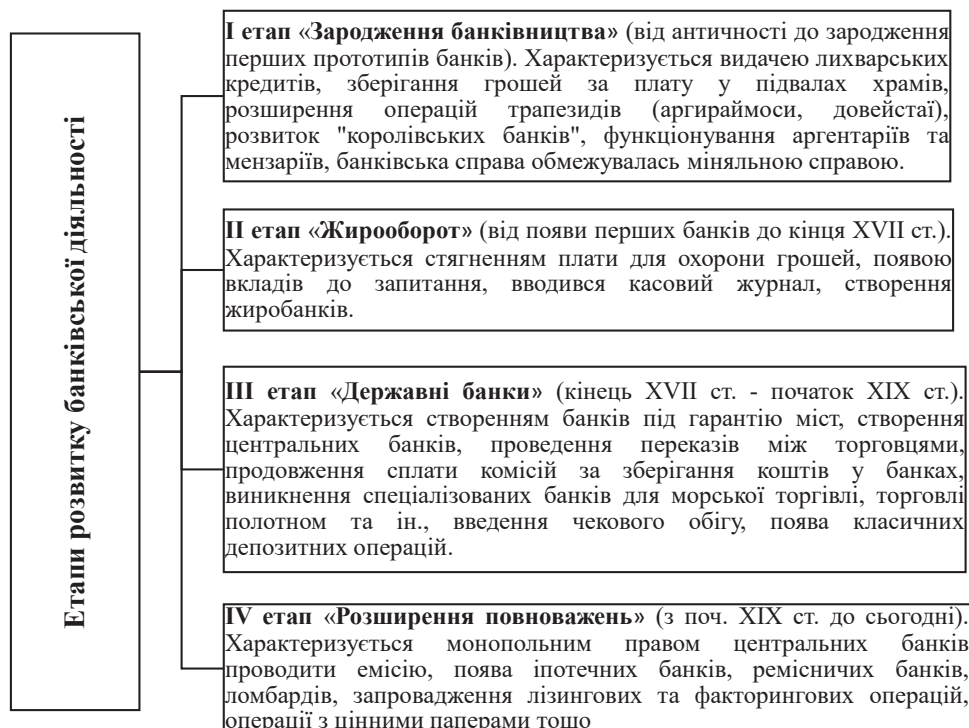 Етапи розвитку банківської діяльності
І етап «Зародження банківництва» (від античності до зародження
перших прототипів банків). Характеризується видачею лихварських
кредитів, зберігання грошей за плату у підвалах храмів,
розширення операцій трапезидів (аргираймоси, довейстаї),
розвиток "королівських банків", функціонування аргентаріїв та
мензаріїв, банківська справа обмежувалась міняльною справою.
ІІ етап «Жирооборот» (від появи перших банків до кінця XVII ст.).
Характеризується стягненням плати для охорони грошей, появою
вкладів до запитання, вводився касовий журнал, створення
жиробанків.
ІІІ етап «Державні банки» (кінець XVII ст. - початок XIX ст.).
Характеризується створенням банків під гарантію міст, створення
центральних банків, проведення переказів між торговцями,
продовження сплати комісій за зберігання коштів у банках,
виникнення спеціалізованих банків для морської торгівлі, торговлі
полотном та ін., введення чекового обігу, поява класичних
депозитних операцій.
IV етап «Розширення повноважень» (з поч. XIX ст. до сьогодні).
Характеризується монопольним правом центральних банків
проводити емісію, поява іпотечних банків, ремісничих банків,
ломбардів, запровадження лізингових та факторингових операцій,
операції з цінними паперами тощо